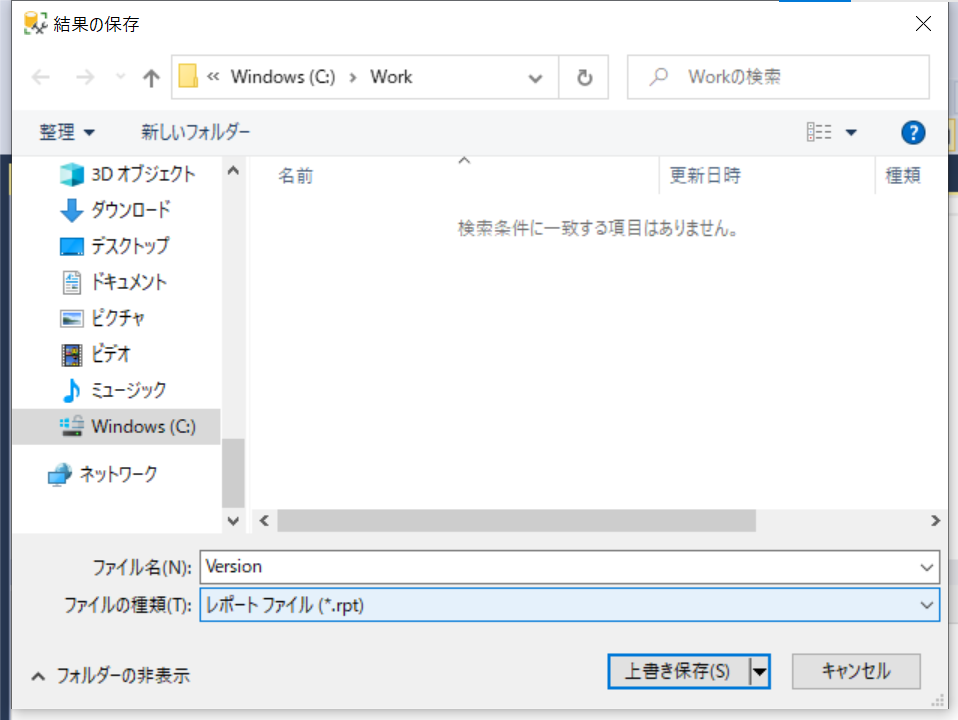 結果の保存
« Windows (C:) › Work
Workの検索
整理
新しいフォルダー
?
3D オブジェクト
ダウンロード
デスクトップ
ドキュメント
ピクチャ
ビデオ
ミュージック
Windows (C:)
ネットワーク
名前
更新日時
種類
検索条件に一致する項目はありません。
ファイル名(N):
Version
ファイルの種類(T):
レポート ファイル (*.rpt)
フォルダーの非表示
上書き保存(S)
キャンセル